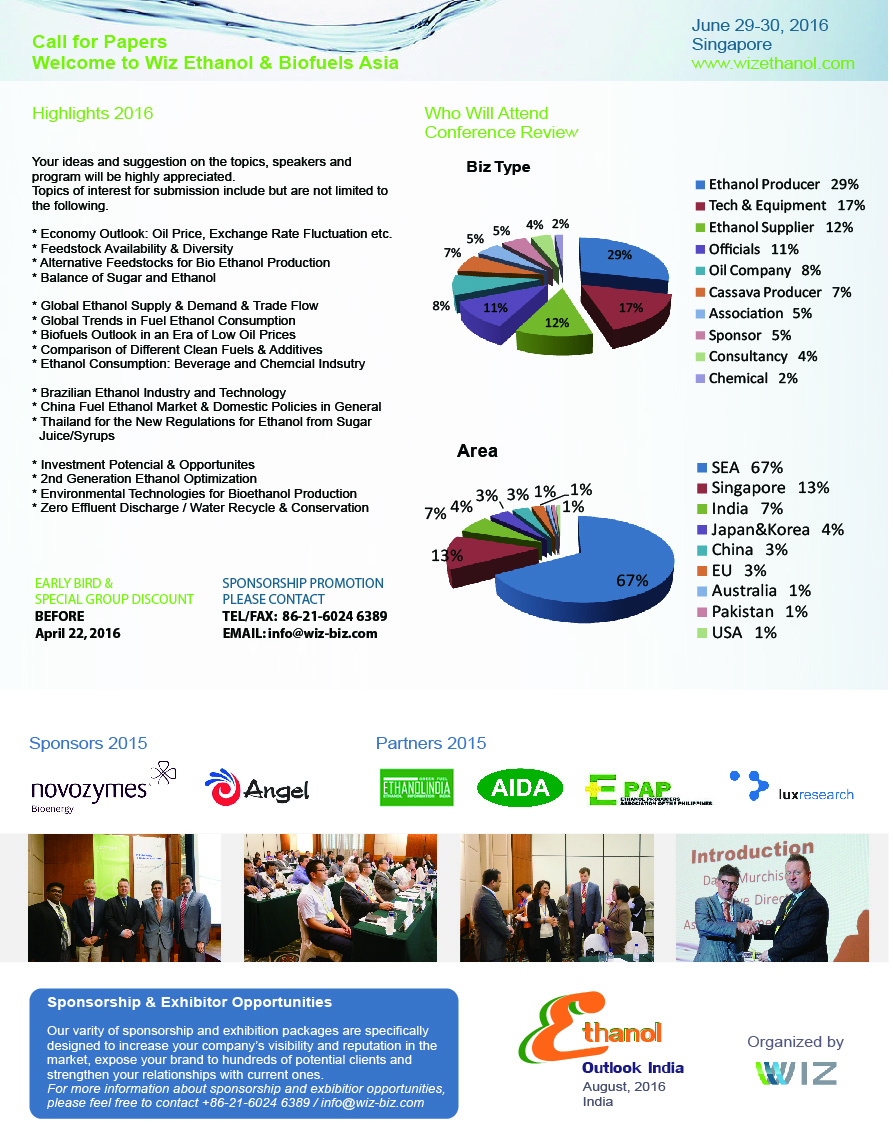 Call for Papers
Welcome to Wiz Ethanol & Biofuels Asia
June 29-30, 2016
Singapore
www.wizethanol.com
Highlights 2016
Your ideas and suggestion on the topics, speakers and
program will be highly appreciated.
Topics of interest for submission include but are not limited to
the following.
* Economy Outlook: Oil Price, Exchange Rate Fluctuation etc.
* Feedstock Availability & Diversity
* Alternative Feedstocks for Bio Ethanol Production
* Balance of Sugar and Ethanol
* Global Ethanol Supply & Demand & Trade Flow
* Global Trends in Fuel Ethanol Consumption
* Biofuels Outlook in an Era of Low Oil Prices
* Comparison of Different Clean Fuels & Additives
* Ethanol Consumption: Beverage and Chemcial Indsutry
* Brazilian Ethanol Industry and Technology
* China Fuel Ethanol Market & Domestic Policies in General
* Thailand for the New Regulations for Ethanol from Sugar
Juice/Syrups
* Investment Potencial & Opportunites
* 2nd Generation Ethanol Optimization
* Environmental Technologies for Bioethanol Production
* Zero Effluent Discharge / Water Recycle & Conservation
EARLY BIRD &
SPECIAL GROUP DISCOUNT
BEFORE
April 22, 2016
SPONSORSHIP PROMOTION
PLEASE CONTACT
TEL/FAX: 86-21-6024 6389
EMAIL: info@wiz-biz.com
Who Will Attend
Conference Review
Biz Type
29%
17%
12%
11%
8%
7%
5%
5%
4%
2%
Ethanol Producer 29%
Tech & Equipment 17%
Ethanol Supplier 12%
Officials 11%
Oil Company 8%
Cassava Producer 7%
Association 5%
Sponsor 5%
Consultancy 4%
Chemical 2%
Area
67%
13%
7%
4%
3%
3%
1%
1%
1%
SEA 67%
Singapore 13%
India 7%
Japan&Korea 4%
China 3%
EU 3%
Australia 1%
Pakistan 1%
USA 1%
Sponsors 2015
novozymes
Bioenergy
Angel
Partners 2015
GREEN FUEL
ETHANOLINDIA
ETHANOL INFORMATION INDIA
AIDA
EPAP
ETHANOL PRODUCERS
ASSOCIATION OF THE PHILIPPINES
luxresearch
Introduction
Murchis
ve Direc
Sponsorship & Exhibitor Opportunities
Our varity of sponsorship and exhibition packages are specifically
designed to increase your company's visibility and reputation in the
market, expose your brand to hundreds of potential clients and
strengthen your relationships with current ones.
For more information about sponsorship and exbibitior opportunities,
please feel free to contact +86-21-6024 6389 / info@wiz-biz.com
Ethanol
Outlook India
August, 2016
India
Organized by
WIZ